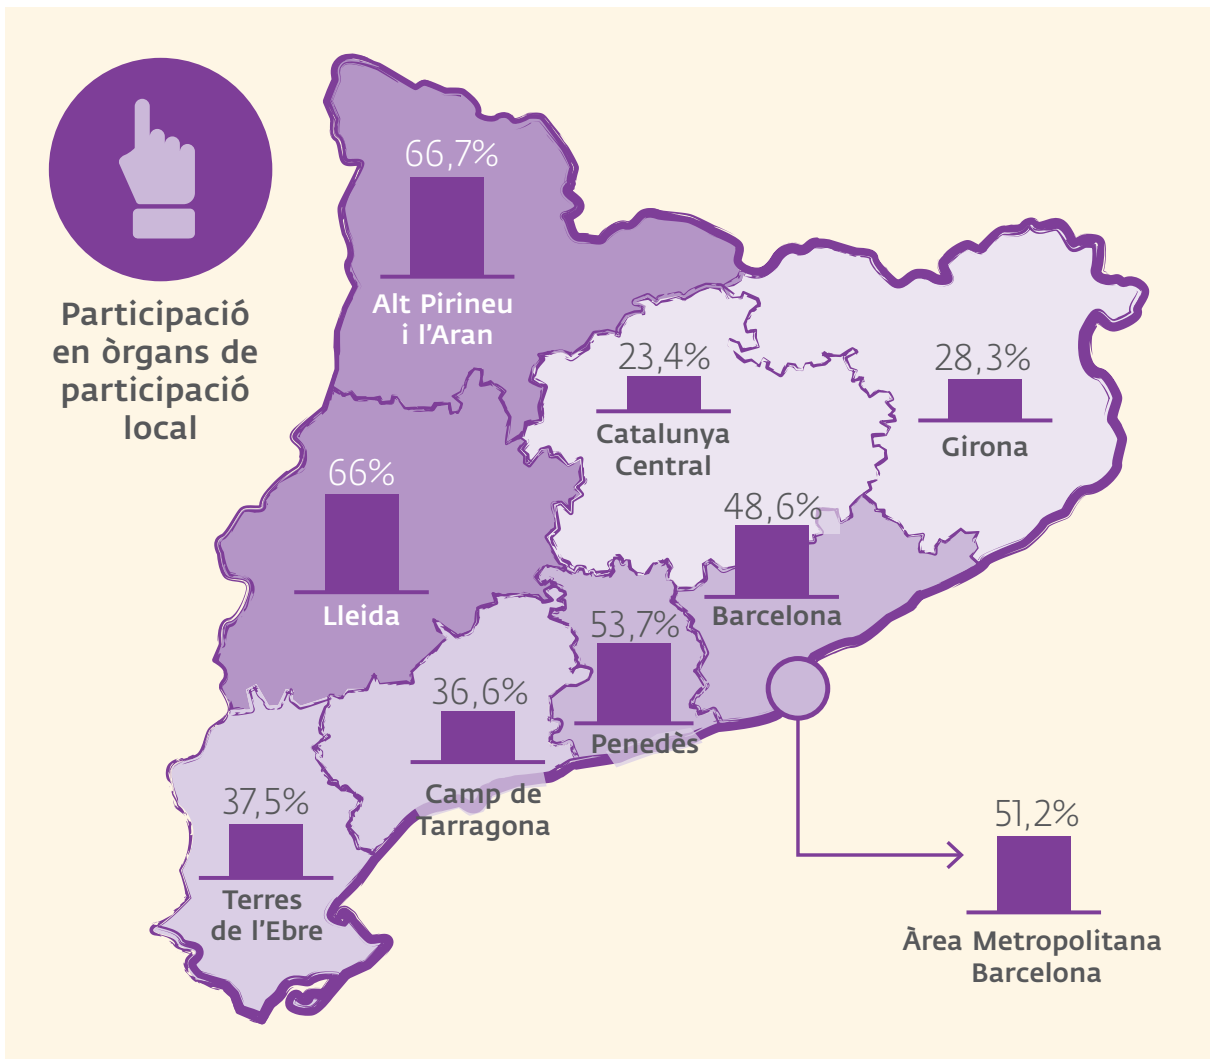 Participació
en òrgans de
participació
local
66,7%
Alt Pirineu
i l'Aran
23,4%
Catalunya
Central
28,3%
Girona
66%
Lleida
48,6%
Barcelona
53,7%
Penedès
36,6%
Camp de
Tarragona
37,5%
Terres
de l'Ebre
51,2%
Àrea Metropolitana
Barcelona